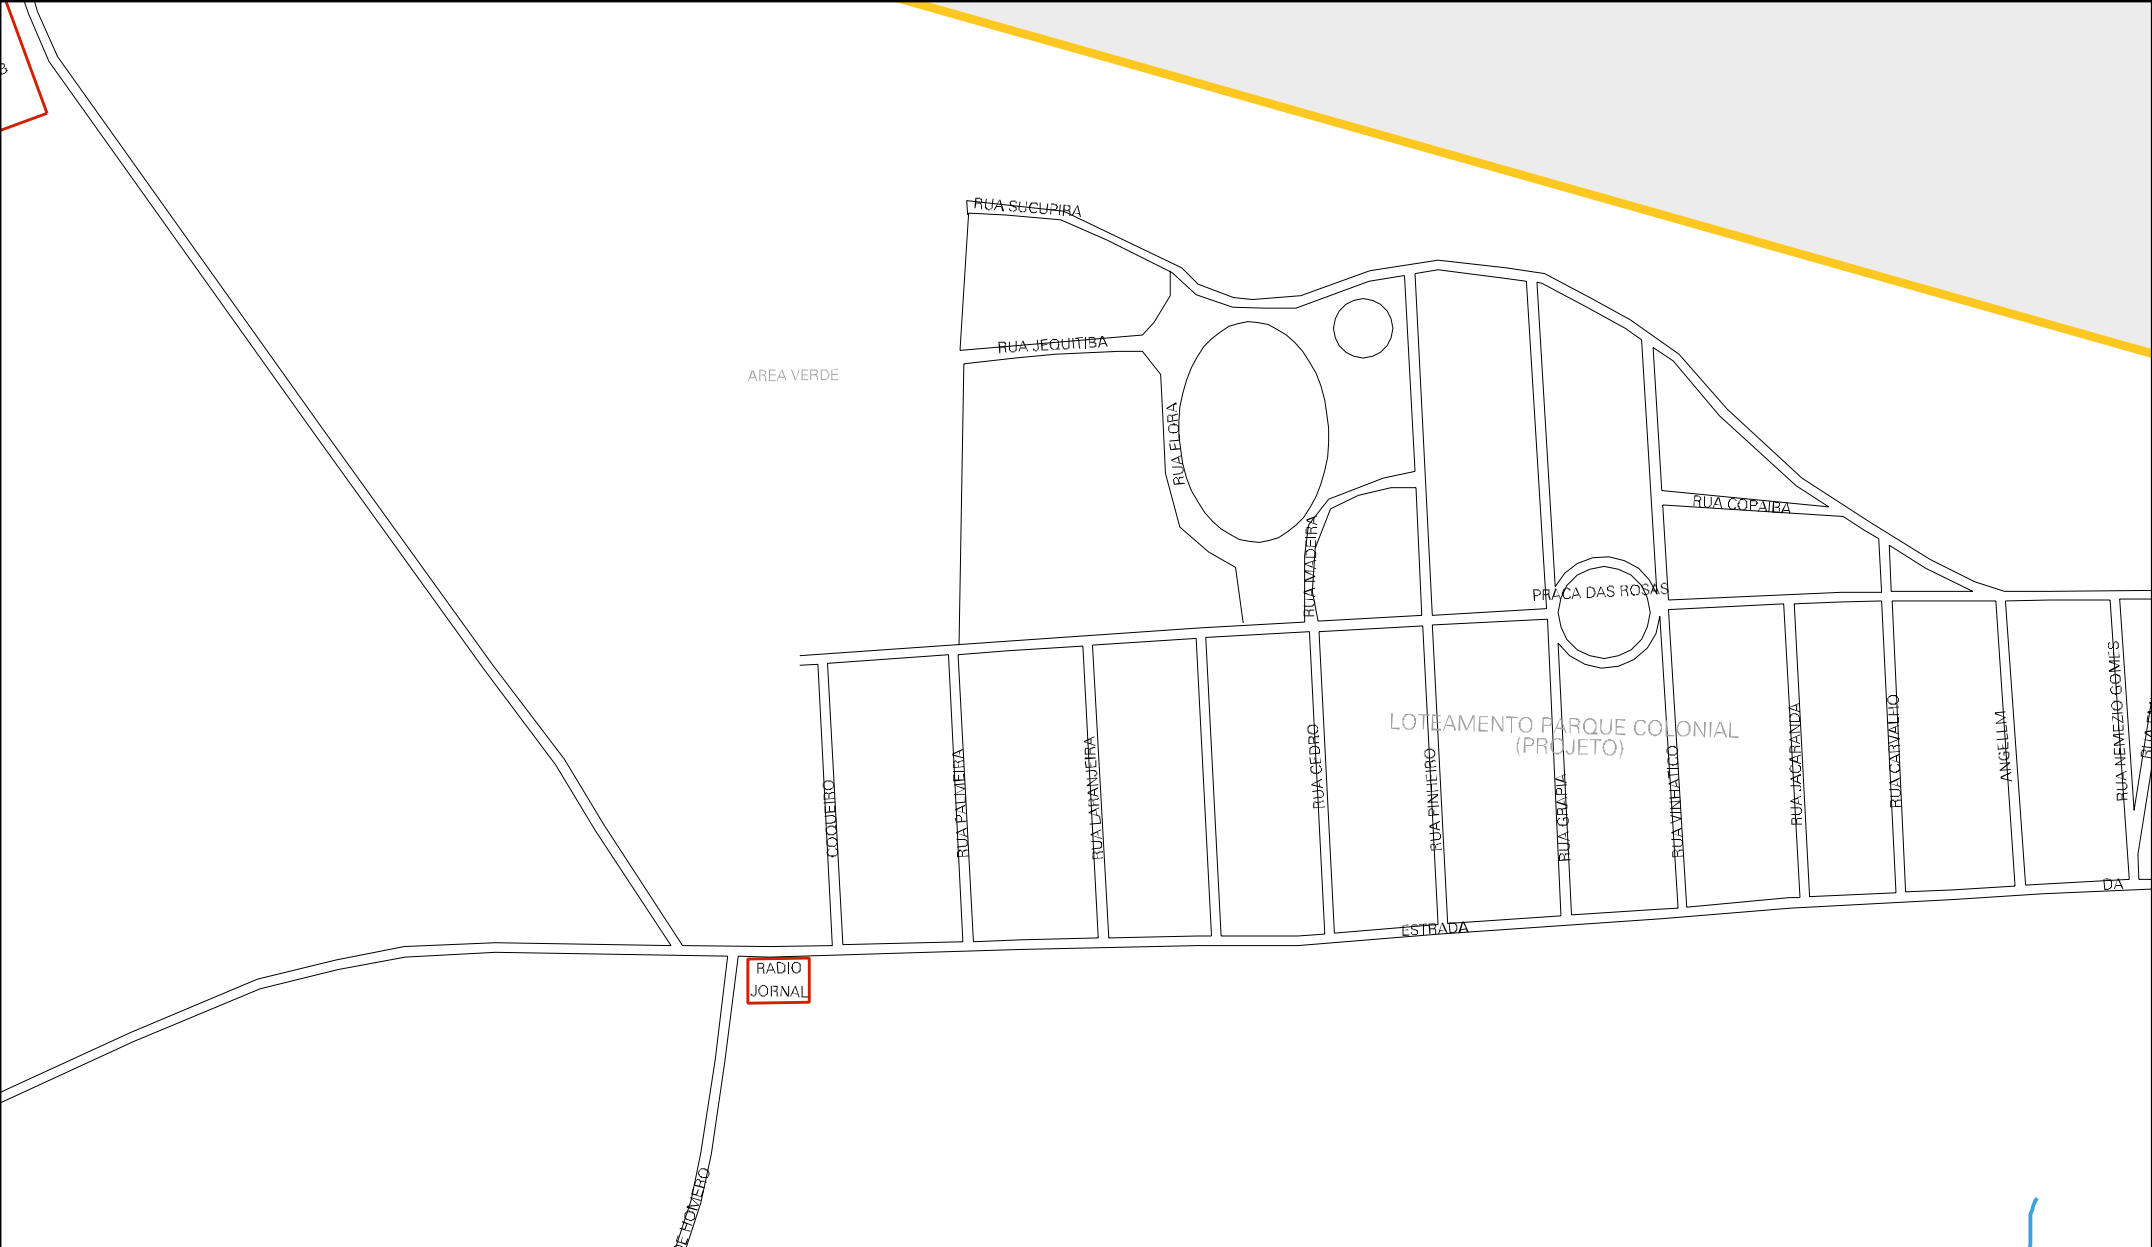 RUA SUCUPIRA
RUA JEQUITIBA
AREA VERDE
RUA FLORA
RUA MADEIRA
RUA COPAIBA
PRACA DAS ROSAS
LOTEAMENTO PARQUE COLONIAL
(PROJETO)
COQUEIRO
RUA PALMEIRA
RUA LARANJEIRA
RUA CEDRO
RUA PINHEIRO
RUA GRAPIA
RUA VINHATICO
RUA JACARANDA
RUA CARVALHO
ANGELIM
RUA NEMEZIO GOMES
ESTRADA
DA
RADIO
JORNAL
DE HOMERO